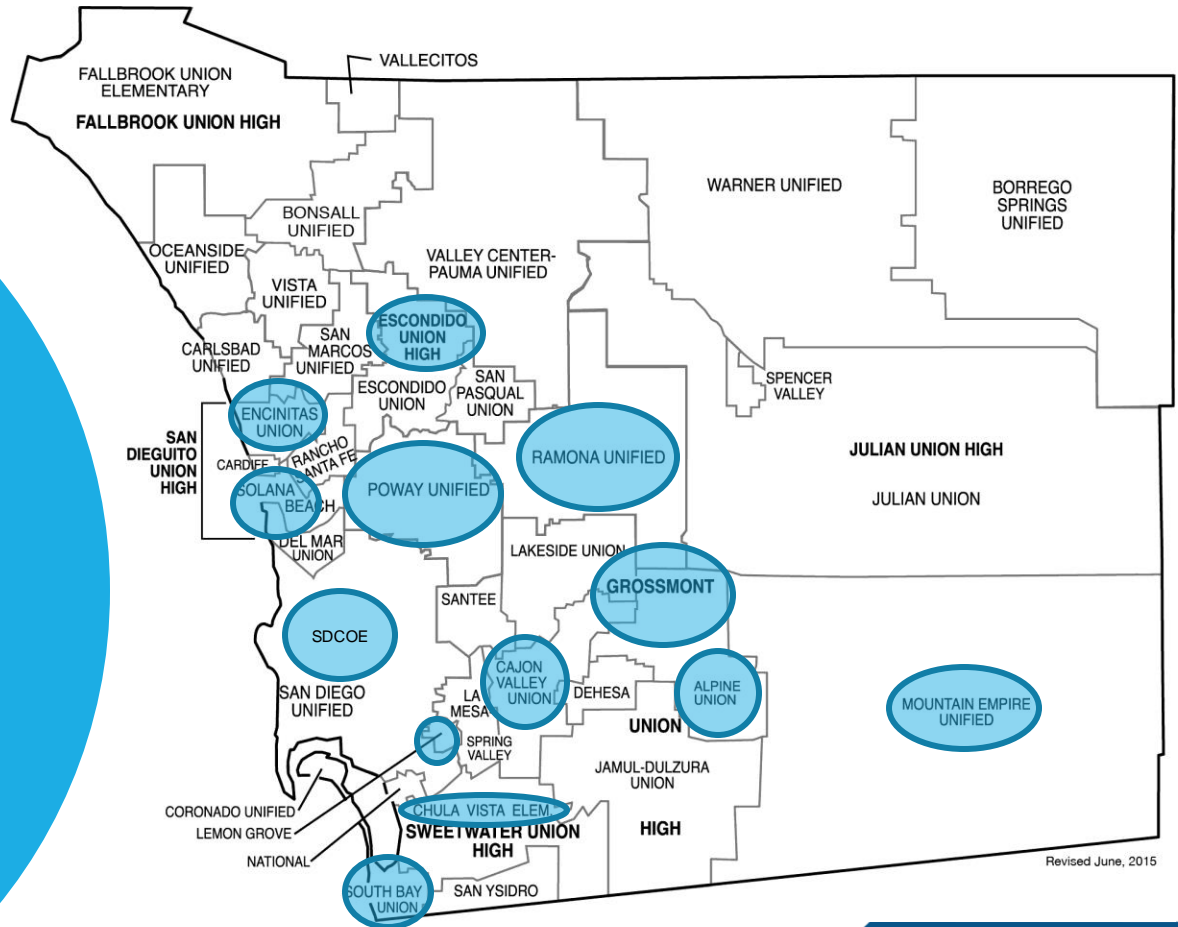 VALLECITOS
FALLBROOK UNION
ELEMENTARY
FALLBROOK UNION HIGH
WARNER UNIFIED
BORREGO
SPRINGS
UNIFIED
BONSALL
UNIFIED
OCEANSIDE
UNIFIED
VALLEY CENTER-
PAUMA UNIFIED
VISTA
UNIFIED
ESCONDIDO
UNION
HIGH
SAN
MARCOS
UNIFIED
CARLSBAD
UNIFIED
ESCONDIDO
UNION
SAN
PASQUAL
UNION
SPENCER
VALLEY
ENCINITAS
UNION
SAN
DIEGUITO
UNION
HIGH
CARDIFF
RANCHO
SANTA FE
RAMONA UNIFIED
JULIAN UNION HIGH
JULIAN UNION
SOLANA
BEACH
POWAY UNIFIED
DEL MAR
UNION
LAKESIDE UNION
GROSSMONT
SANTEE
SDCOE
CAJON
VALLEY
UNION
DEHESA
ALPINE
UNION
SAN DIEGO
UNIFIED
LA
MESA
SPRING
VALLEY
UNION
MOUNTAIN EMPIRE
UNIFIED
JAMUL-DULZURA
UNION
CORONADO UNIFIED
LEMON GROVE
NATIONAL
CHULA VISTA ELEM.
SWEETWATER UNION
HIGH
HIGH
SOUTH BAY
UNION
SAN YSIDRO
Revised June, 2015